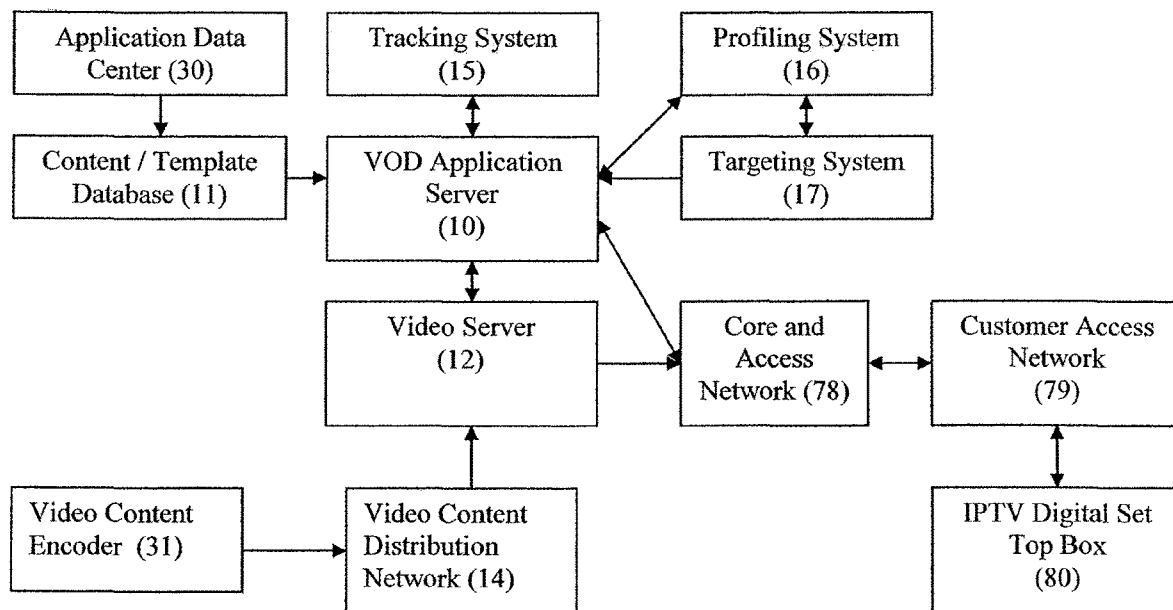 Application Data
Center (30)
Tracking System
(15)
Profiling System
(16)
Content / Template
Database (11)
VOD Application
Server
(10)
Targeting System
(17)
Video Server
(12)
Core and
Access
Network (78)
Customer Access
Network
(79)
Video Content
Encoder (31)
Video Content
Distribution
Network (14)
IPTV Digital Set
Top Box
(80)